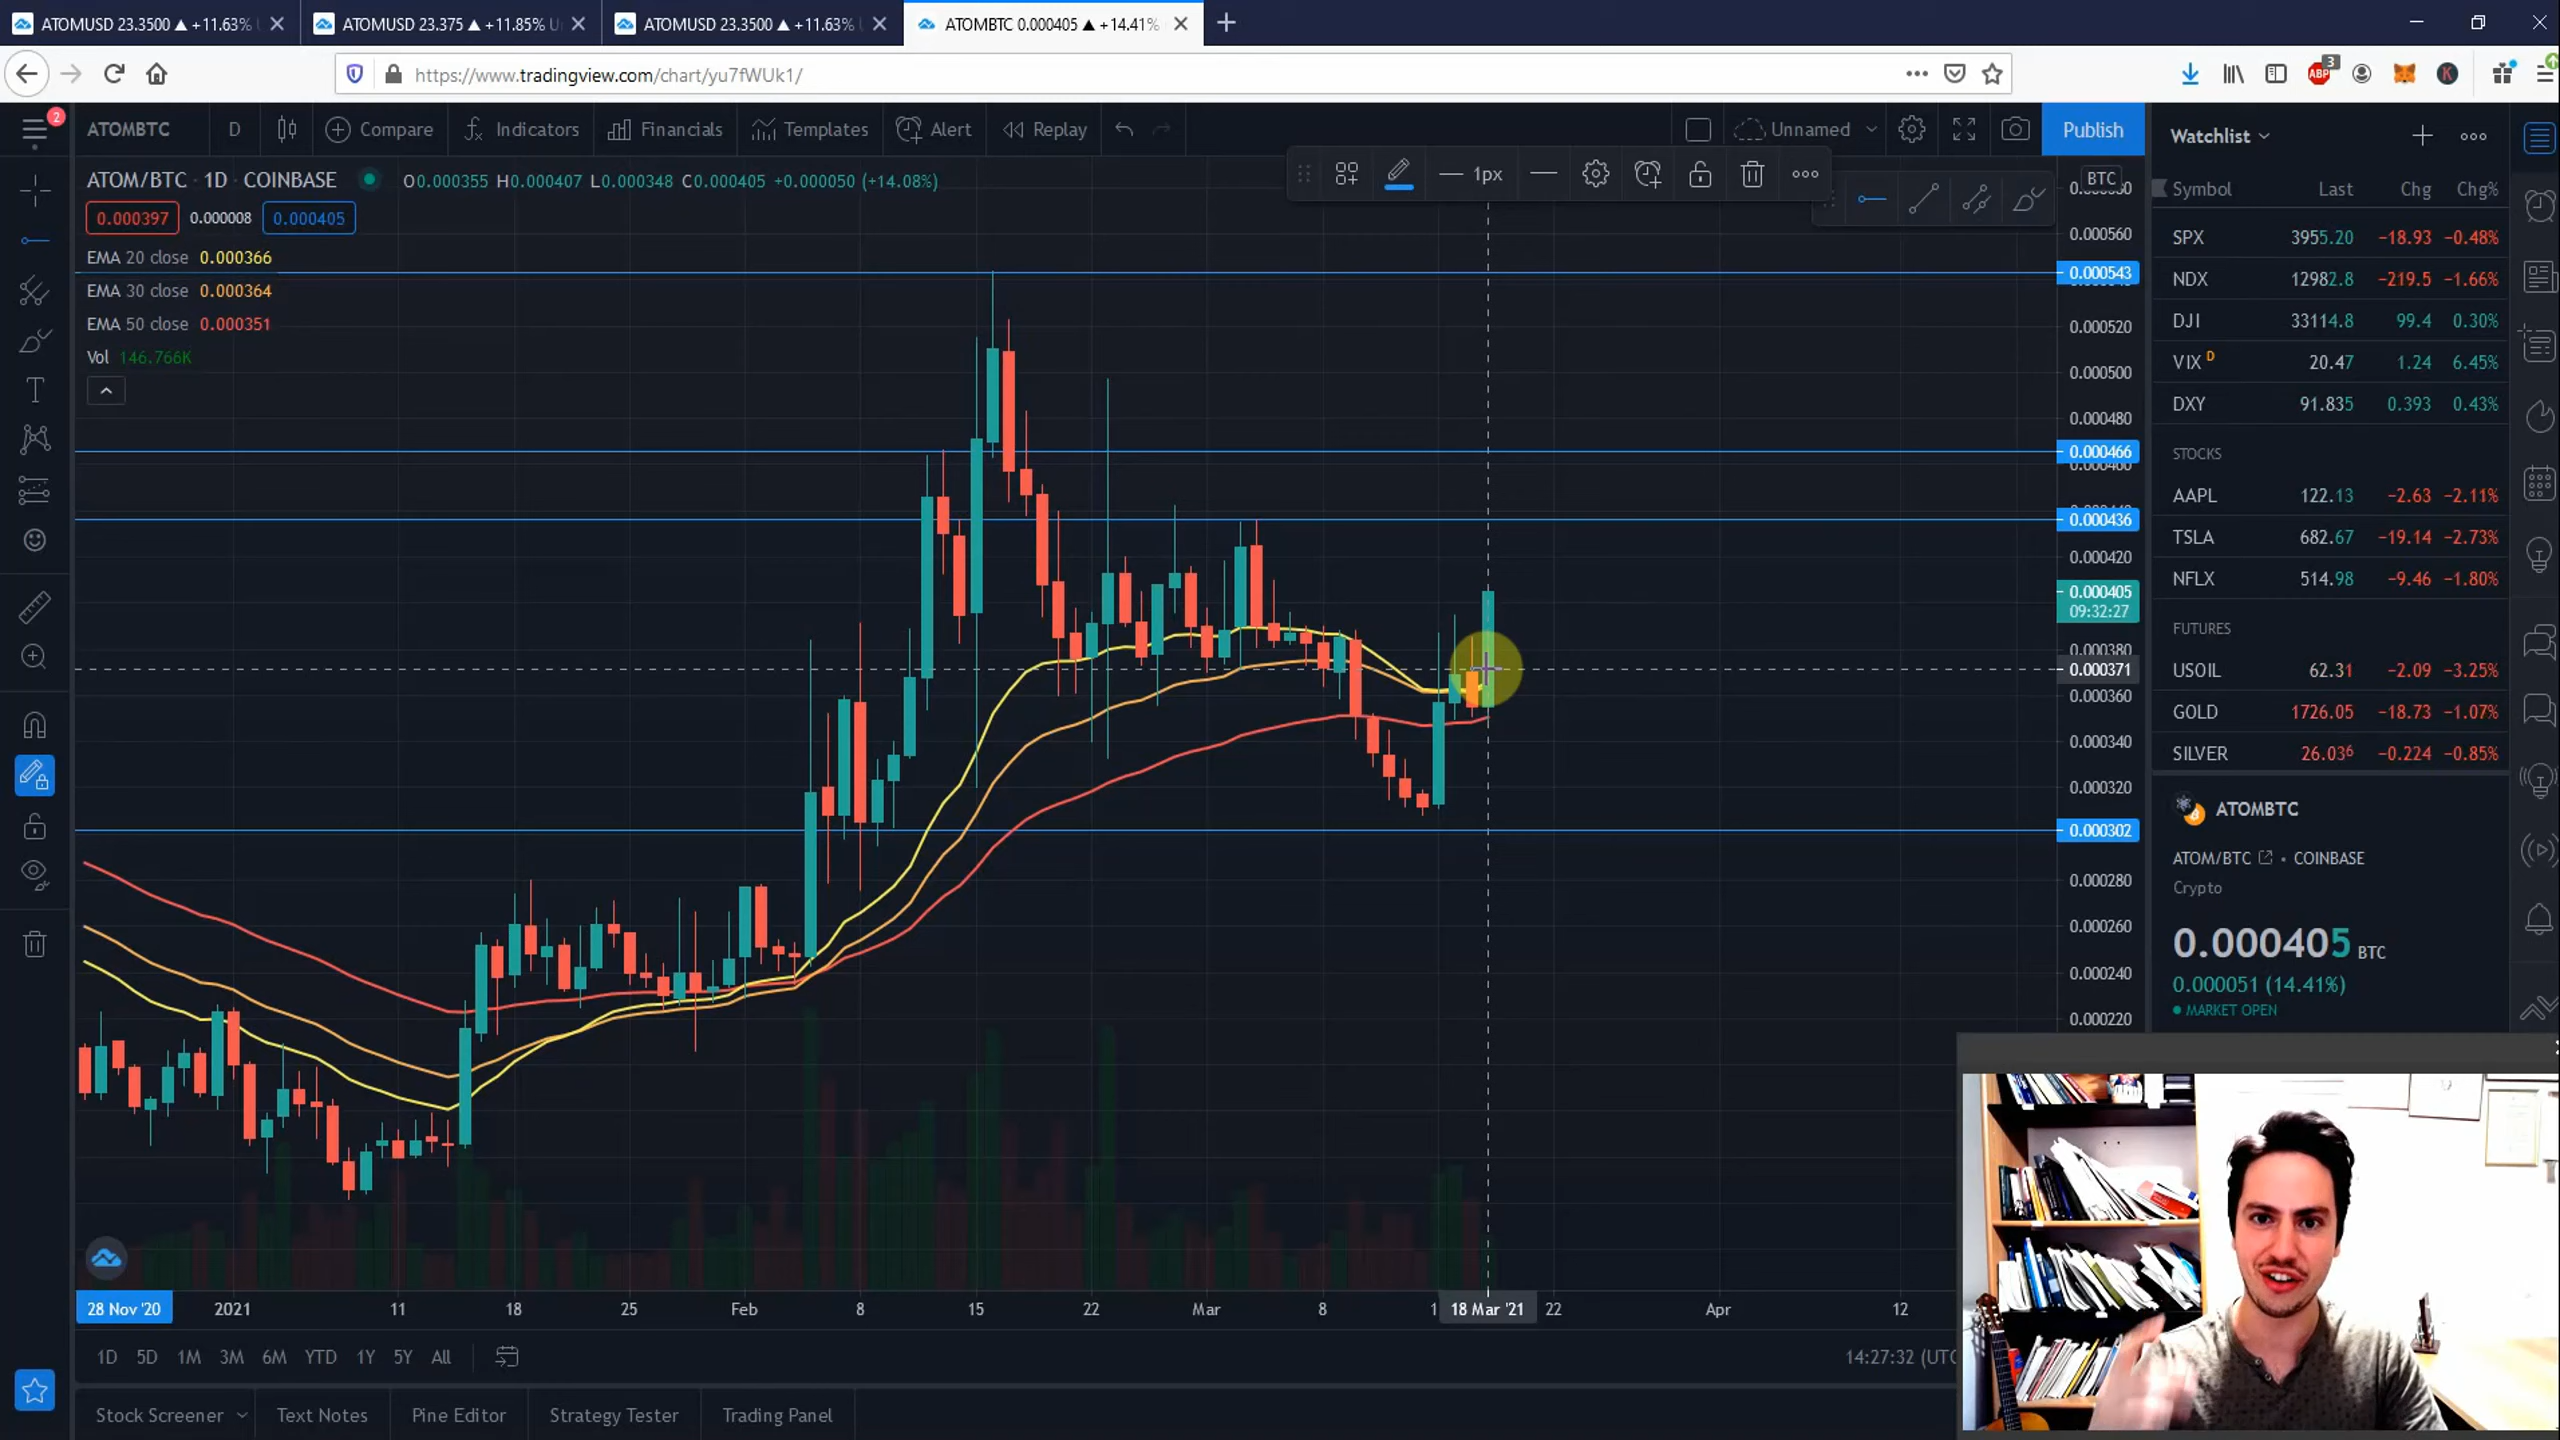 ATOMUSD 23.3500 ▲ +11.63% U
ATOMUSD 23.375 ▲ +11.85% U
ATOMUSD 23.3500 ▲ +11.63% U
ATOMBTC 0.000405 ▲ +14.41%
https://www.tradingview.com/chart/yu7fWUk1/
ABP 3
K
2
ATOMBTC D Compare Indicators Financials Templates Alert Replay Unnamed Publish
1px
ATOM/BTC · 1D · COINBASE O0.000355 H0.000407 L0.000348 C0.000405 +0.000050 (+14.08%)
0.000397 0.000008 0.000405
EMA 20 close 0.000366
EMA 30 close 0.000364
EMA 50 close 0.000351
Vol 146.766K
BTC
0.000560
0.000543
0.000520
0.000500
0.000480
0.000466
0.000460
0.000436
0.000420
0.000405
09:32:27
0.000380
0.000371
0.000360
0.000340
0.000320
0.000302
0.000280
0.000260
0.000240
0.000220
28 Nov '20 2021 11 18 25 Feb 8 15 22 Mar 8 18 Mar '21 22 Apr 12
1D 5D 1M 3M 6M YTD 1Y 5Y All
14:27:32 (UTC
Stock Screener Text Notes Pine Editor Strategy Tester Trading Panel
Watchlist
Symbol Last Chg Chg%
SPX 3955.20 −18.93 −0.48%
NDX 12982.8 −219.5 −1.66%
DJI 33114.8 99.4 0.30%
VIX D 20.47 1.24 6.45%
DXY 91.835 0.393 0.43%
STOCKS
AAPL 122.13 −2.63 −2.11%
TSLA 682.67 −19.14 −2.73%
NFLX 514.98 −9.46 −1.80%
FUTURES
USOIL 62.31 −2.09 −3.25%
GOLD 1726.05 −18.73 −1.07%
SILVER 26.036 −0.224 −0.85%
ATOMBTC
ATOM/BTC • COINBASE
Crypto
0.000405 BTC
0.000051 (14.41%)
MARKET OPEN